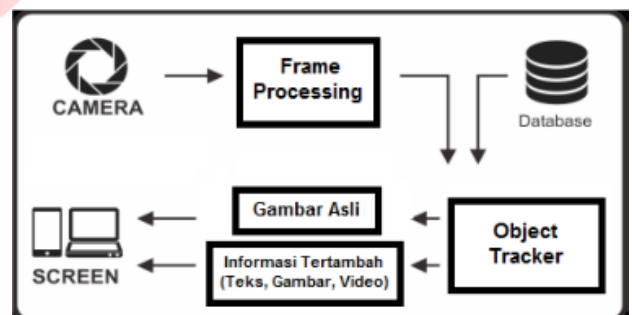 CAMERA
Frame
Processing
Database
SCREEN
Gambar Asli
Informasi Tertambah
(Teks, Gambar, Video)
Object
Tracker